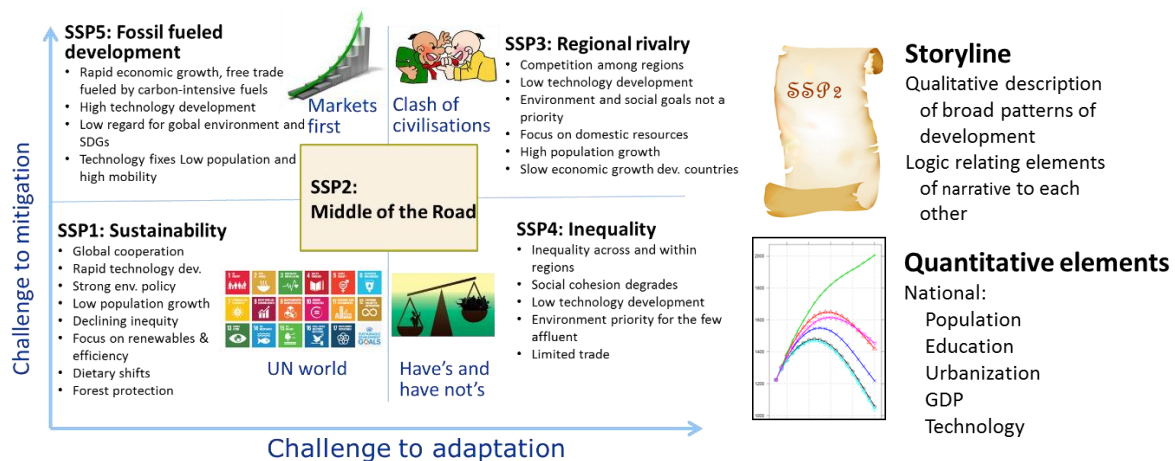 Challenge to mitigation
SSP5: Fossil fueled
development
• Rapid economic growth, free trade
fueled by carbon-intensive fuels
• High technology development
• Low regard for gobal environment and
SDGs
• Technology fixes Low population and
high mobility
Markets
first
Clash of
civilisations
SSP3: Regional rivalry
• Competition among regions
• Low technology development
• Environment and social goals not a
priority
• Focus on domestic resources
• High population growth
• Slow economic growth dev. countries
SSP2:
Middle of the Road
SSP1: Sustainability
• Global cooperation
• Rapid technology dev.
• Strong env. policy
• Low population growth
• Declining inequity
• Focus on renewables &
efficiency
• Dietary shifts
• Forest protection
UN world
Have's and
have not's
SSP4: Inequality
• Inequality across and within
regions
• Social cohesion degrades
• Low technology development
• Environment priority for the few
affluent
• Limited trade
Challenge to adaptation
SSP2
Storyline
Qualitative description
of broad patterns of
development
Logic relating elements
of narrative to each
other
2000
1800
1600
1400
1200
1000
Quantitative elements
National:
Population
Education
Urbanization
GDP
Technology